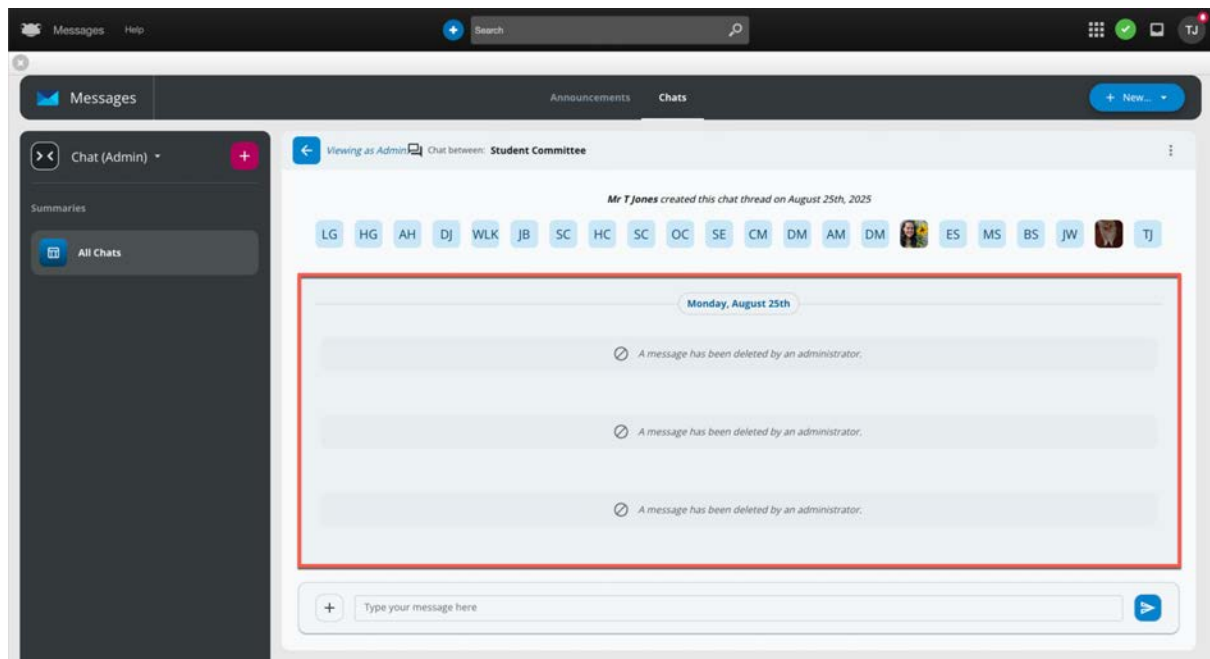 Messages Help Search TJ
Messages Announcements Chats + New...
Chat (Admin) +
Viewing as Admin Chat between: Student Committee
Summaries
All Chats
Mr T Jones created this chat thread on August 25th, 2025
LG HG AH DJ WLK JB SC HC SC OC SE CM DM AM DM ES MS BS JW TJ
Monday, August 25th
A message has been deleted by an administrator.
A message has been deleted by an administrator.
A message has been deleted by an administrator.
+ Type your message here